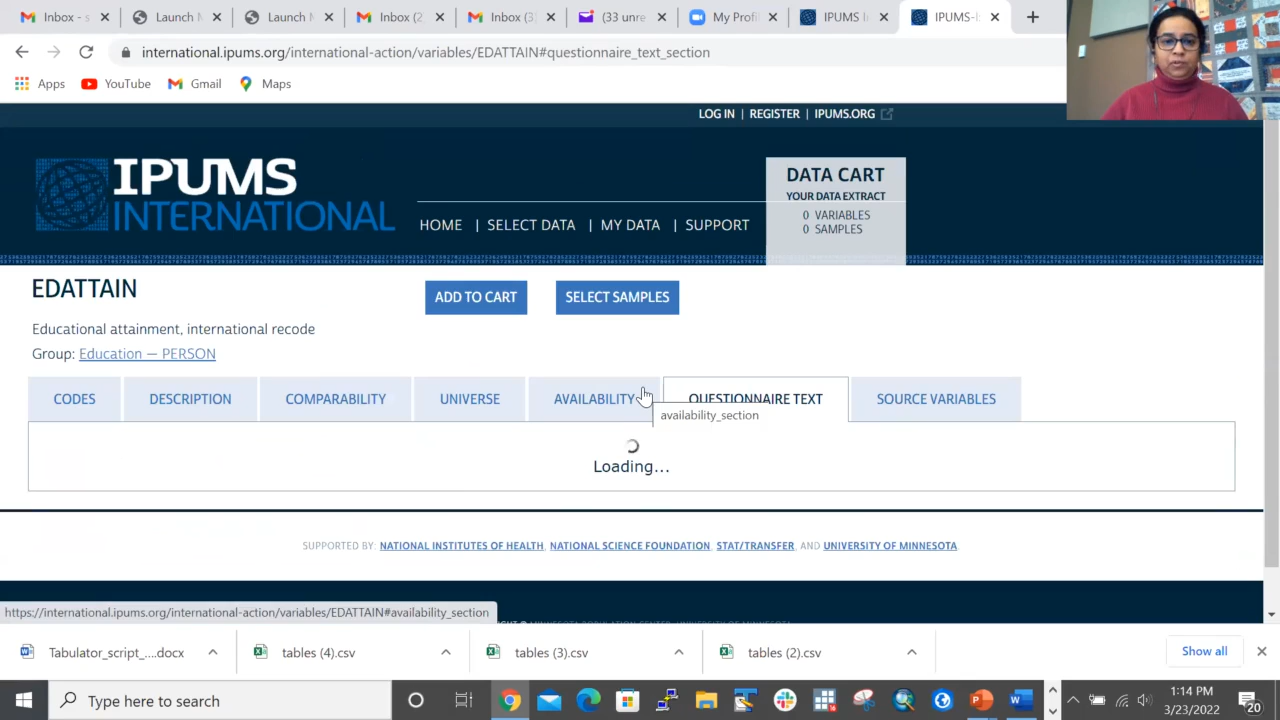 Inbox - s
Launch M
Launch M
Inbox (2
Inbox (3
(33 unre
My Profi
IPUMS I
IPUMS-I
international.ipums.org/international-action/variables/EDATTAIN#questionnaire_text_section
Apps
YouTube
Gmail
Maps
LOG IN | REGISTER | IPUMS.ORG
IPUMS
INTERNATIONAL
DATA CART
YOUR DATA EXTRACT
0 VARIABLES
0 SAMPLES
HOME | SELECT DATA | MY DATA | SUPPORT
EDATTAIN
ADD TO CART
SELECT SAMPLES
Educational attainment, international recode
Group: Education — PERSON
CODES
DESCRIPTION
COMPARABILITY
UNIVERSE
AVAILABILITY
QUESTIONNAIRE TEXT
SOURCE VARIABLES
availability_section
Loading...
SUPPORTED BY: NATIONAL INSTITUTES OF HEALTH, NATIONAL SCIENCE FOUNDATION, STAT/TRANSFER, AND UNIVERSITY OF MINNESOTA
https://international.ipums.org/international-action/variables/EDATTAIN#availability_section
Tabulator_script_....docx
tables (4).csv
tables (3).csv
tables (2).csv
Show all
Type here to search
1:14 PM
3/23/2022
20